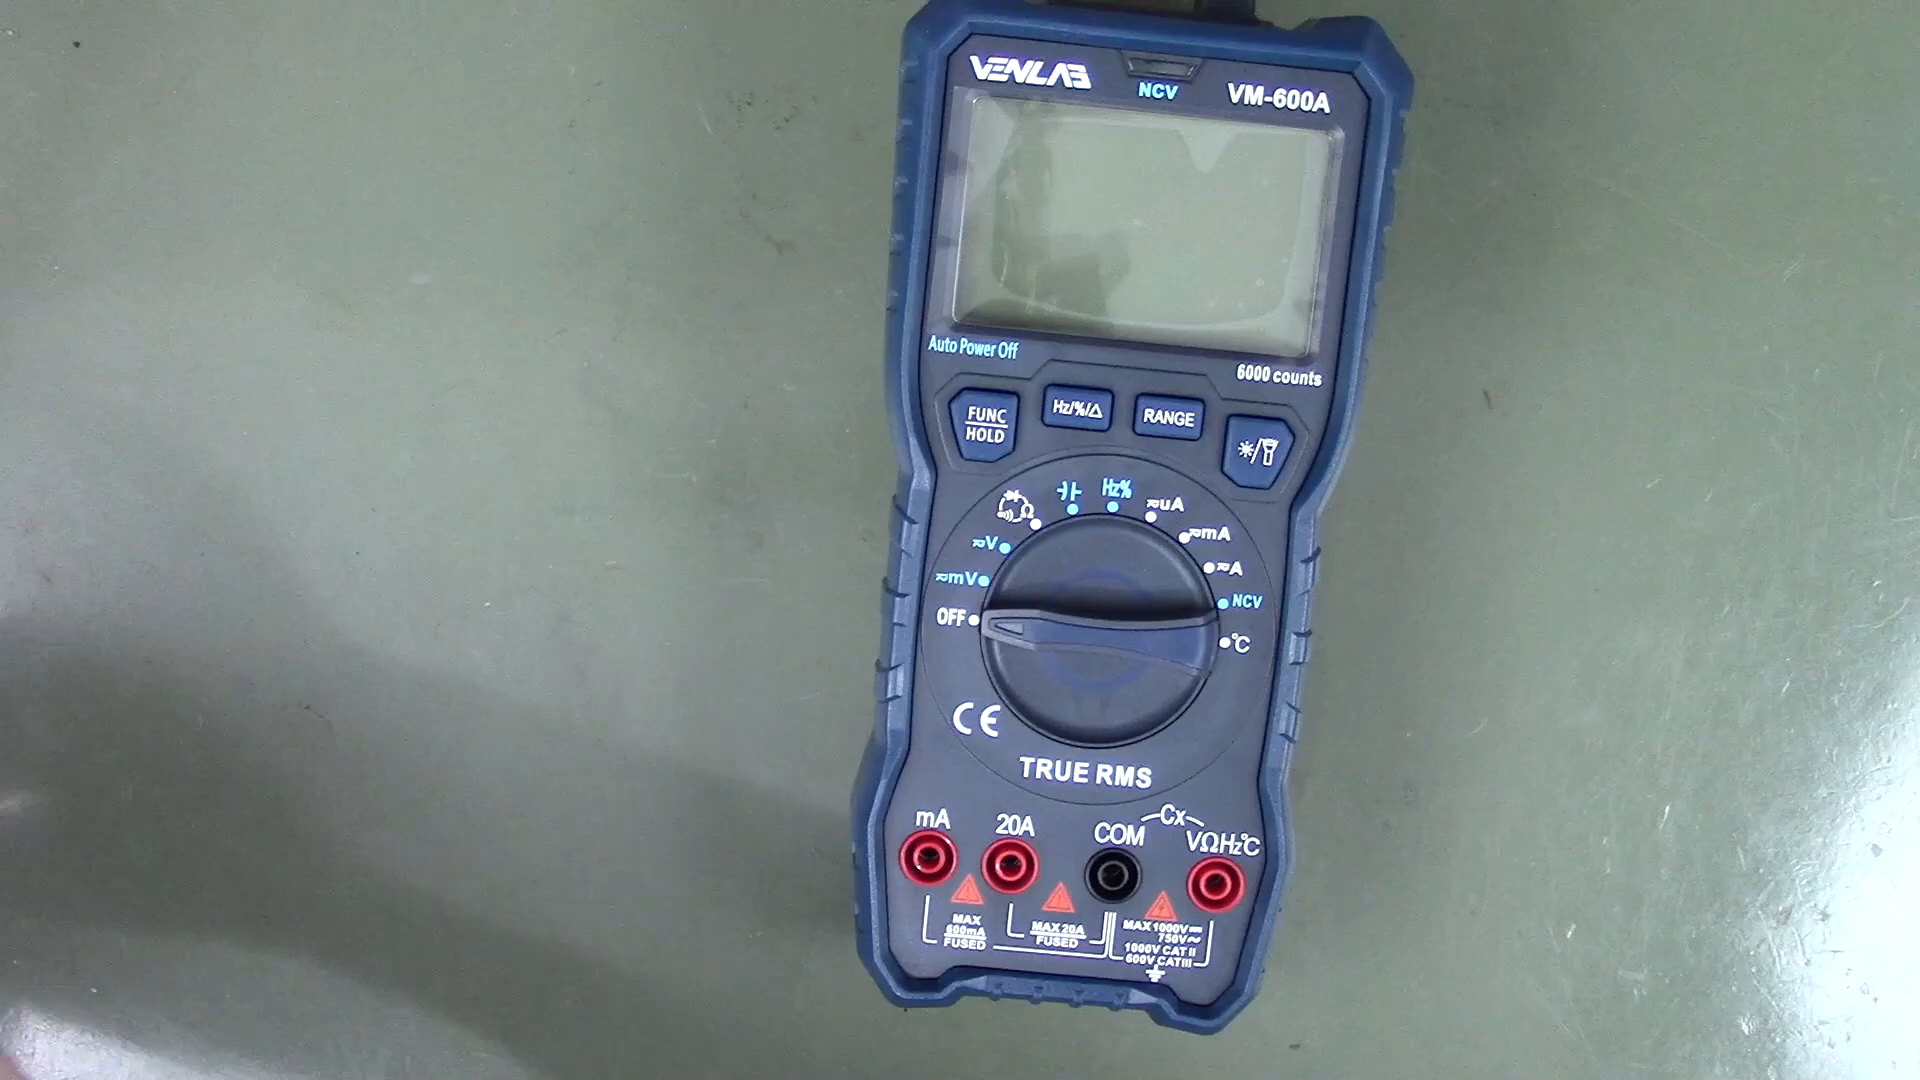 VENLAB
NCV
VM-600A
Auto Power Off
6000 counts
FUNC
HOLD
Hz/%/Δ
RANGE
Hz%
uA
mA
A
NCV
°C
Ω
V
mV
OFF
CE
TRUE RMS
mA
20A
COM
Cx
VΩHz°C
MAX
600mA
FUSED
MAX 20A
FUSED
MAX 1000V⎓
750V~
1000V CAT II
600V CAT III